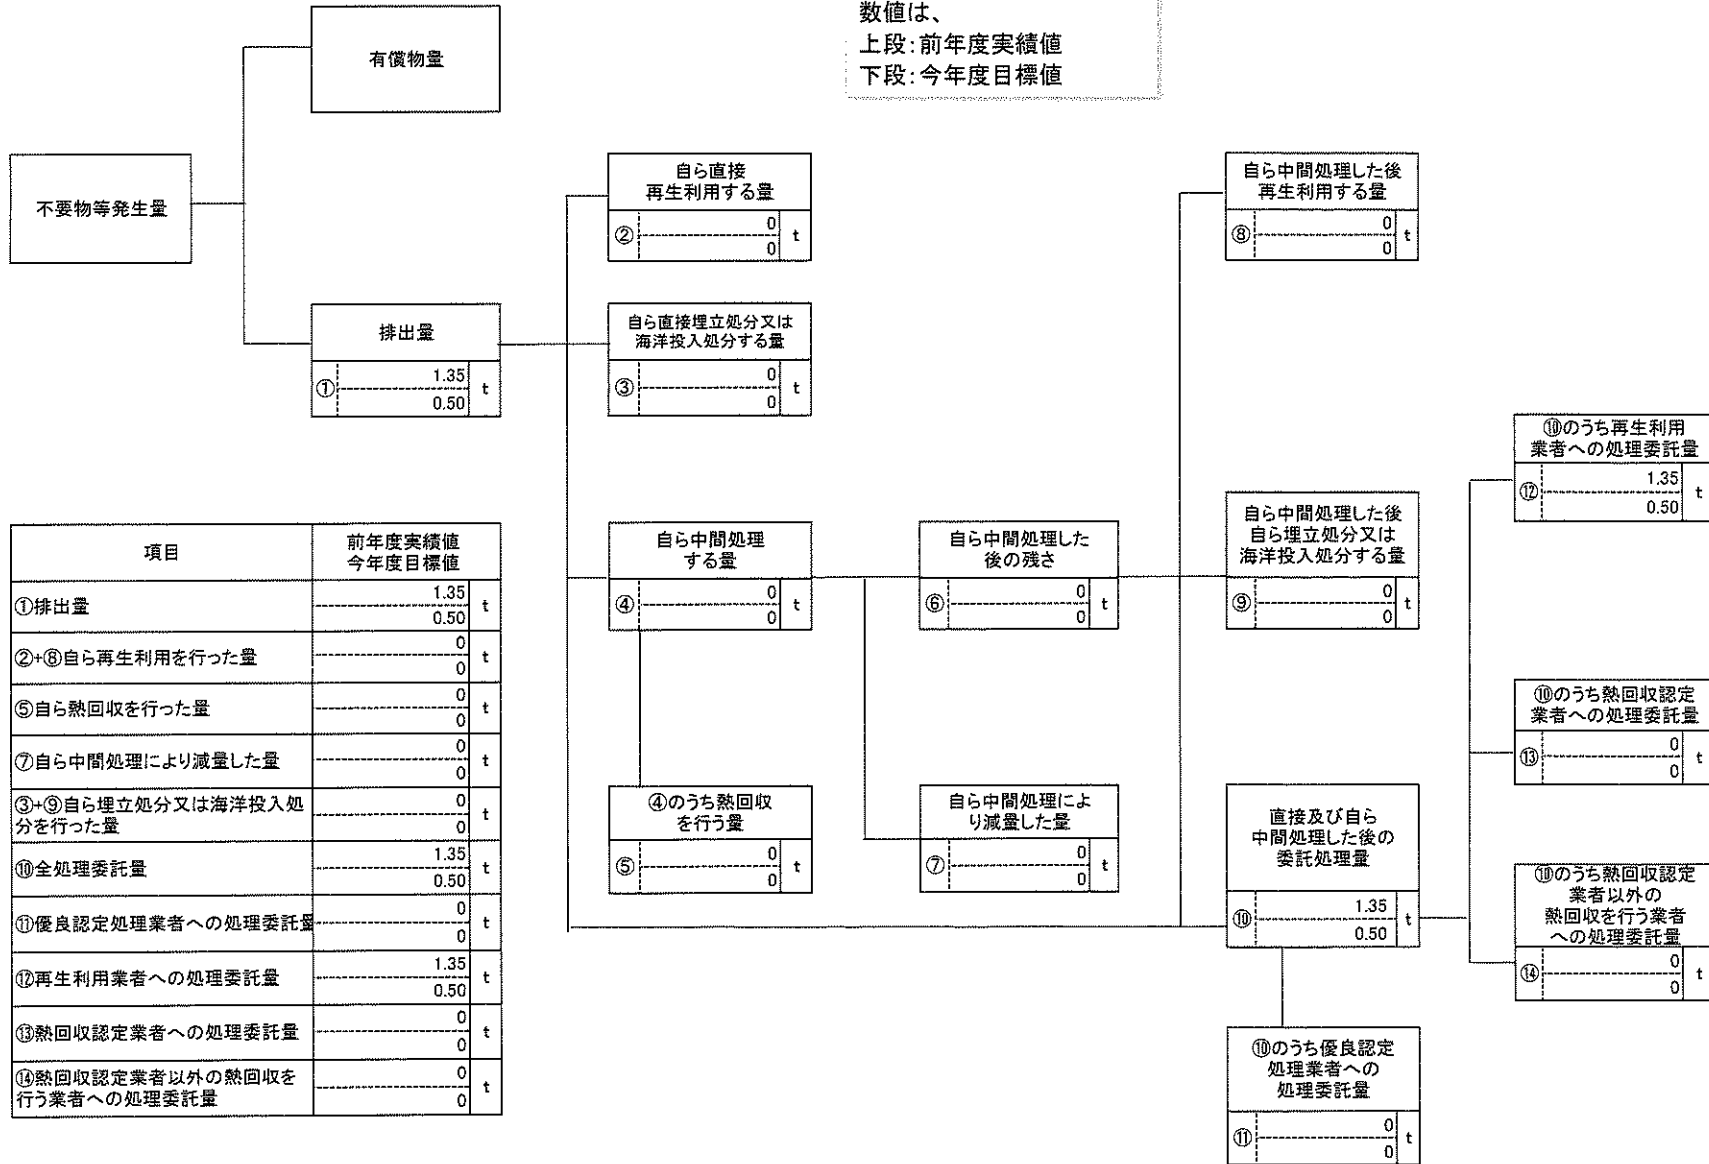 数値は、
上段:前年度実績値
下段:今年度目標値
有償物量
不要物等発生量
排出量
①
1.35
0.50
t
自ら直接
再生利用する量
②
0
0
t
自ら直接埋立処分又は
海洋投入処分する量
③
0
0
t
自ら中間処理
する量
④
0
0
t
④のうち熱回収
を行う量
⑤
0
0
t
自ら中間処理した
後の残さ
⑥
0
0
t
自ら中間処理によ
り減量した量
⑦
0
0
t
自ら中間処理した後
再生利用する量
⑧
0
0
t
自ら中間処理した後
自ら埋立処分又は
海洋投入処分する量
⑨
0
0
t
直接及び自ら
中間処理した後の
委託処理量
⑩
1.35
0.50
t
⑩のうち優良認定
処理業者への
処理委託量
⑪
0
0
t
⑩のうち再生利用
業者への処理委託量
⑫
1.35
0.50
t
⑩のうち熱回収認定
業者への処理委託量
⑬
0
0
t
⑩のうち熱回収認定
業者以外の
熱回収を行う業者
への処理委託量
⑭
0
0
t
項目
前年度実績値
今年度目標値
①排出量
1.35
0.50
t
②+⑧自ら再生利用を行った量
0
0
t
⑤自ら熱回収を行った量
0
0
t
⑦自ら中間処理により減量した量
0
0
t
③+⑨自ら埋立処分又は海洋投入処
分を行った量
0
0
t
⑩全処理委託量
1.35
0.50
t
⑪優良認定処理業者への処理委託量
0
0
t
⑫再生利用業者への処理委託量
1.35
0.50
t
⑬熱回収認定業者への処理委託量
0
0
t
⑭熱回収認定業者以外の熱回収を
行う業者への処理委託量
0
0
t